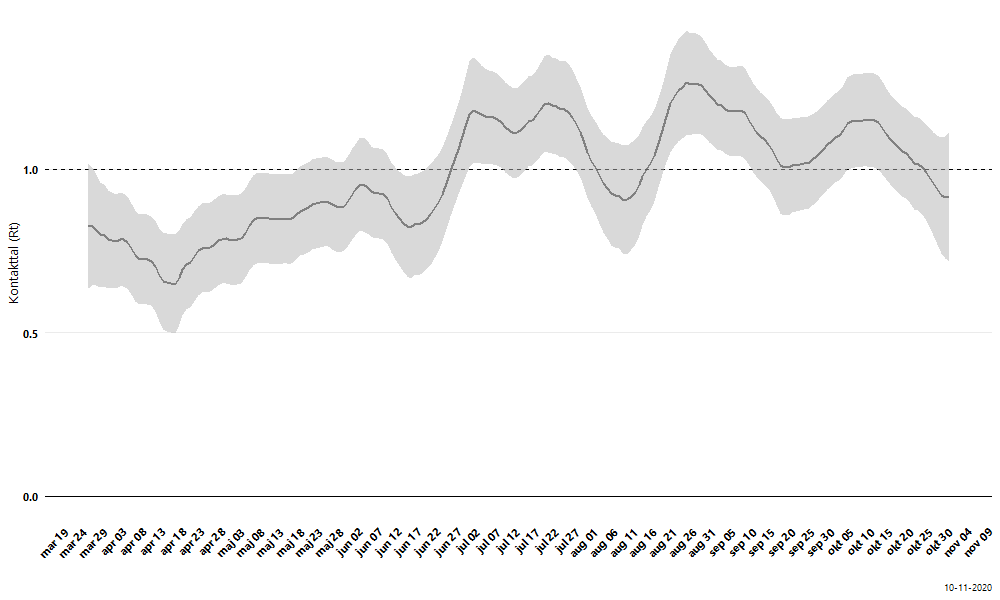 1.0
0.5
0.0
Kontakttal (Rt)
mar 19
mar 24
mar 29
apr 03
apr 08
apr 13
apr 18
apr 23
apr 28
maj 03
maj 08
maj 13
maj 18
maj 23
maj 28
jun 02
jun 07
jun 12
jun 17
jun 22
jun 27
jul 02
jul 07
jul 12
jul 17
jul 22
jul 27
aug 01
aug 06
aug 11
aug 16
aug 21
aug 26
aug 31
sep 05
sep 10
sep 15
sep 20
sep 25
sep 30
okt 05
okt 10
okt 15
okt 20
okt 25
okt 30
nov 04
nov 09
10-11-2020